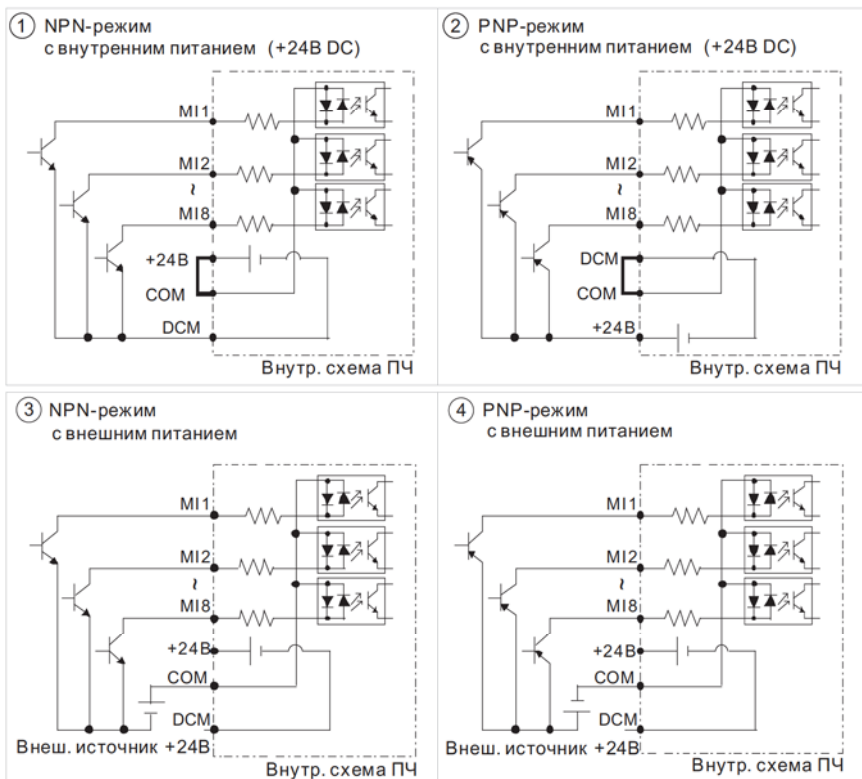 1 NPN-режим
с внутренним питанием (+24В DC)
MI1
MI2
~
MI8
+24В
COM
DCM
Внутр. схема ПЧ
2 PNP-режим
с внутренним питанием (+24В DC)
MI1
MI2
~
MI8
DCM
COM
+24В
Внутр. схема ПЧ
3 NPN-режим
с внешним питанием
MI1
MI2
~
MI8
+24В
COM
DCM
Внеш. источник +24В
Внутр. схема ПЧ
4 PNP-режим
с внешним питанием
MI1
MI2
~
MI8
+24В
COM
DCM
Внеш. источник +24В
Внутр. схема ПЧ